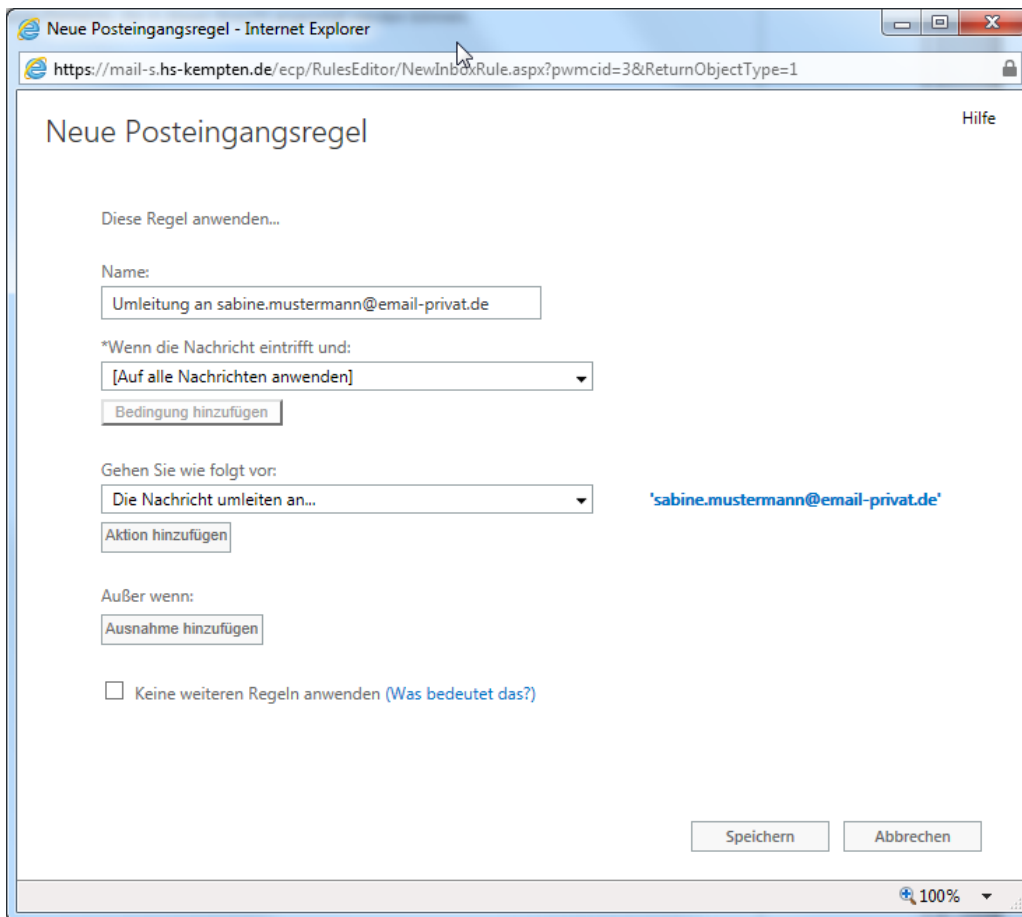 Neue Posteingangsregel - Internet Explorer
https://mail-s.hs-kempten.de/ecp/RulesEditor/NewInboxRule.aspx?pwmcid=3&ReturnObjectType=1
Hilfe
Neue Posteingangsregel
Diese Regel anwenden...
Name:
Umleitung an sabine.mustermann@email-privat.de
*Wenn die Nachricht eintrifft und:
[Auf alle Nachrichten anwenden]
Bedingung hinzufügen
Gehen Sie wie folgt vor:
Die Nachricht umleiten an... 'sabine.mustermann@email-privat.de'
Aktion hinzufügen
Außer wenn:
Ausnahme hinzufügen
Keine weiteren Regeln anwenden (Was bedeutet das?)
Speichern Abbrechen
100%